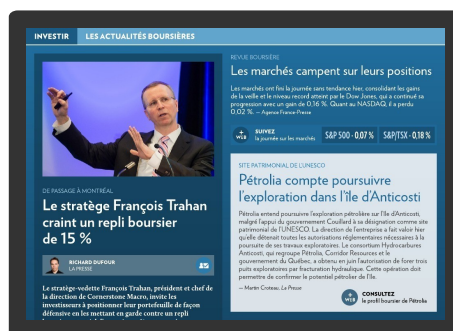 INVESTIR LES ACTUALITÉS BOURSIÈRES
DE PASSAGE À MONTRÉAL
Le stratège François Trahan
craint un repli boursier
de 15 %
RICHARD DUFOUR
LA PRESSE
Le stratège-vedette François Trahan, président et chef de
la direction de Cornerstone Macro, invite les
investisseurs à positionner leur portefeuille de façon
défensive en les mettant en garde contre un repli
REVUE BOURSIÈRE
Les marchés campent sur leurs positions
Les marchés ont fini la journée sans tendance hier, consolidant les gains
de la veille et le niveau record atteint par le Dow Jones, qui a continué sa
progression avec un gain de 0,16 %. Quant au NASDAQ, il a perdu
0,02 %. — Agence France-Presse
+
WEB
SUIVEZ
la journée sur les marchés
S&P 500 - 0,07 %
S&P/TSX - 0,18 %
SITE PATRIMONIAL DE L'UNESCO
Pétrolia compte poursuivre
l'exploration dans l'île d'Anticosti
Pétrolia entend poursuivre l'exploration pétrolière sur l'île d'Anticosti,
malgré l'appui du gouvernement Couillard à sa désignation comme site
patrimonial de l'UNESCO. La direction de l'entreprise a fait valoir hier
qu'elle détenait toutes les autorisations réglementaires nécessaires à la
poursuite de ses travaux exploratoires. Le consortium Hydrocarbures
Anticosti, qui regroupe Pétrolia, Corridor Resources et le
gouvernement du Québec, a obtenu en juin l'autorisation de forer trois
puits exploratoires par fracturation hydraulique. Cette opération doit
permettre de confirmer le potentiel pétrolier de l'île.
— Martin Croteau, La Presse
+
WEB
CONSULTEZ
le profil boursier de Pétrolia